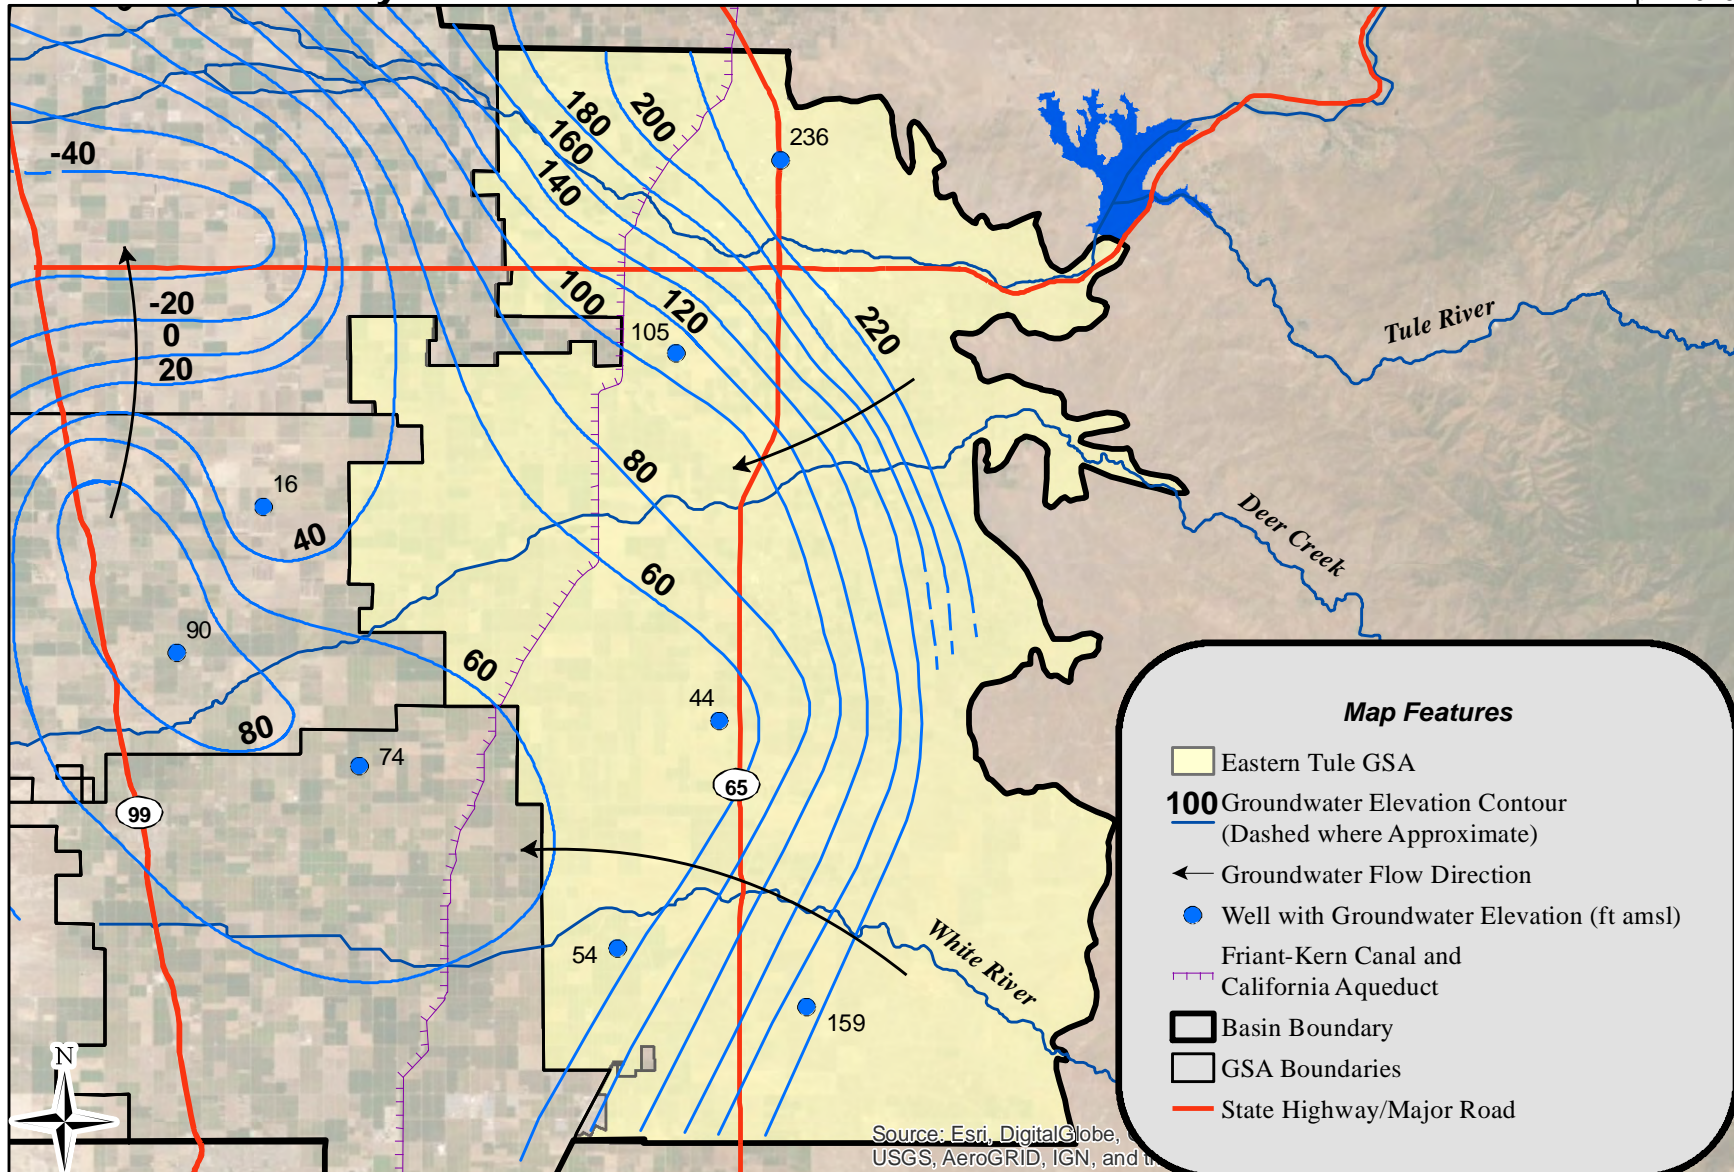 180
200
160
140
236
-40
-20
0
20
100
120
105
220
Tule River
16
80
40
60
Deer Creek
90
60
44
80
74
65
99
54
159
White River
N
Map Features
Eastern Tule GSA
100 Groundwater Elevation Contour
(Dashed where Approximate)
Groundwater Flow Direction
Well with Groundwater Elevation (ft amsl)
Friant-Kern Canal and
California Aqueduct
Basin Boundary
GSA Boundaries
State Highway/Major Road
Source: Esri, DigitalGlobe,
USGS, AeroGRID, IGN, and